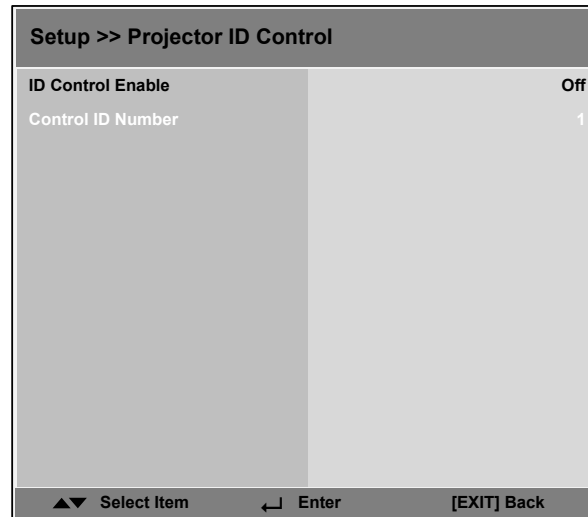 Setup >> Projector ID Control
ID Control Enable Off
Control ID Number 1
▲▼ Select Item ↵ Enter [EXIT] Back